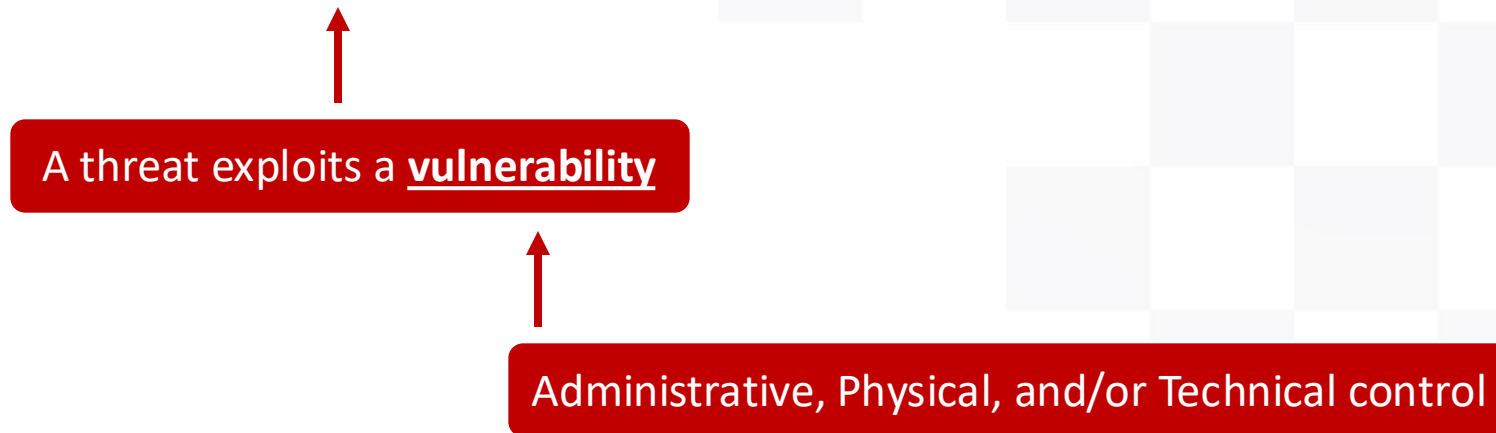 A threat exploits a vulnerability
Administrative, Physical, and/or Technical control